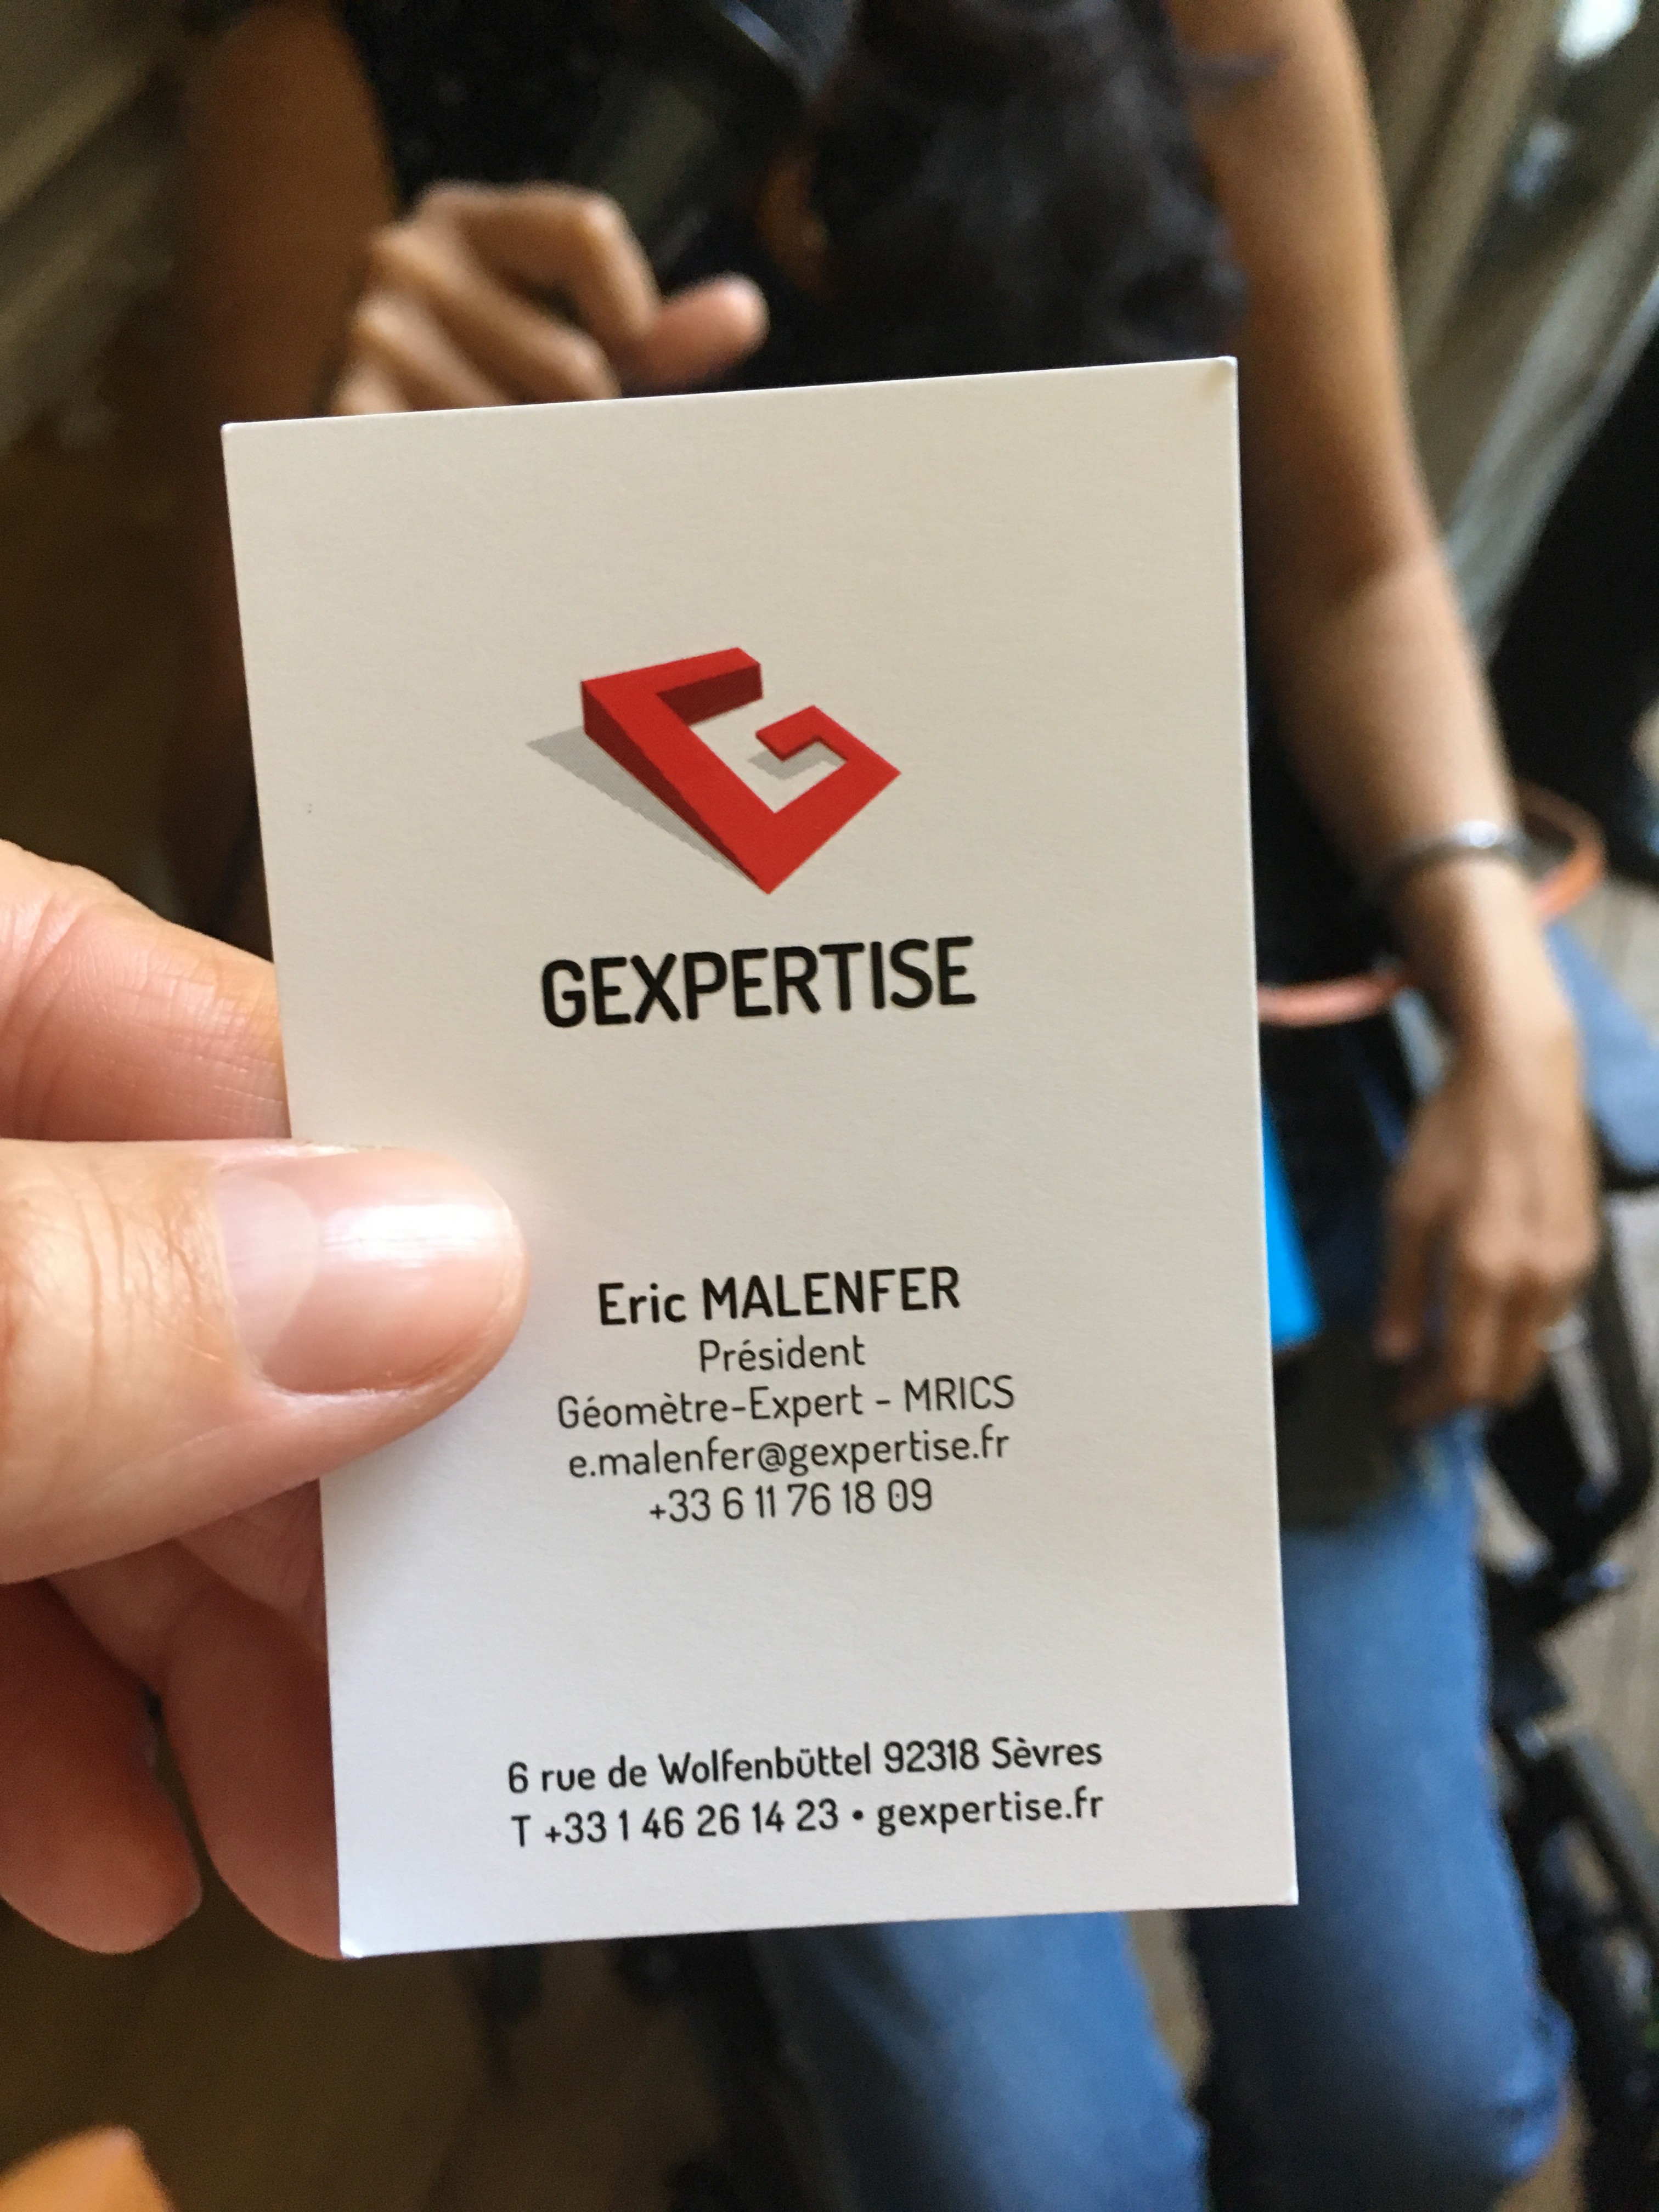 GEXPERTISE
Eric MALENFER
Président
Géomètre-Expert - MRICS
e.malenfer@gexpertise.fr
+33 6 11 76 18 09
6 rue de Wolfenbüttel 92318 Sèvres
T +33 1 46 26 14 23 • gexpertise.fr